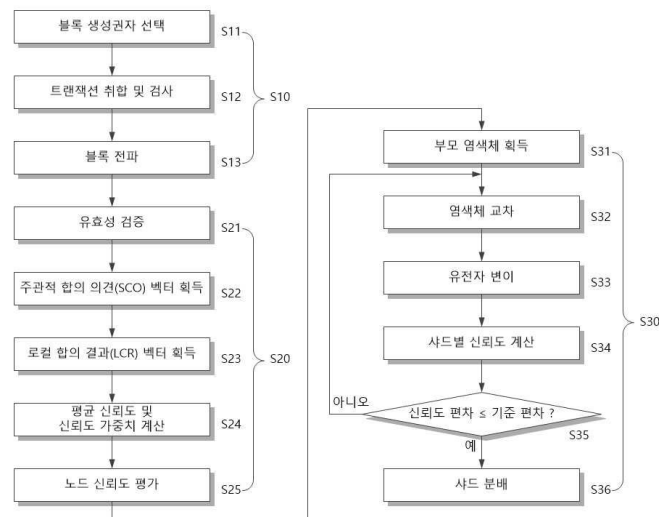 블록 생성권자 선택
S11
트랜잭션 취합 및 검사
S12
S10
블록 전파
S13
유효성 검증
S21
주관적 합의 의견(SCO) 벡터 획득
S22
로컬 합의 결과(LCR) 벡터 획득
S23
S20
평균 신뢰도 및
신뢰도 가중치 계산
S24
노드 신뢰도 평가
S25
부모 염색체 획득
S31
염색체 교차
S32
유전자 변이
S33
S30
샤드별 신뢰도 계산
S34
아니오
신뢰도 편차 ≤ 기준 편차 ?
S35
예
샤드 분배
S36